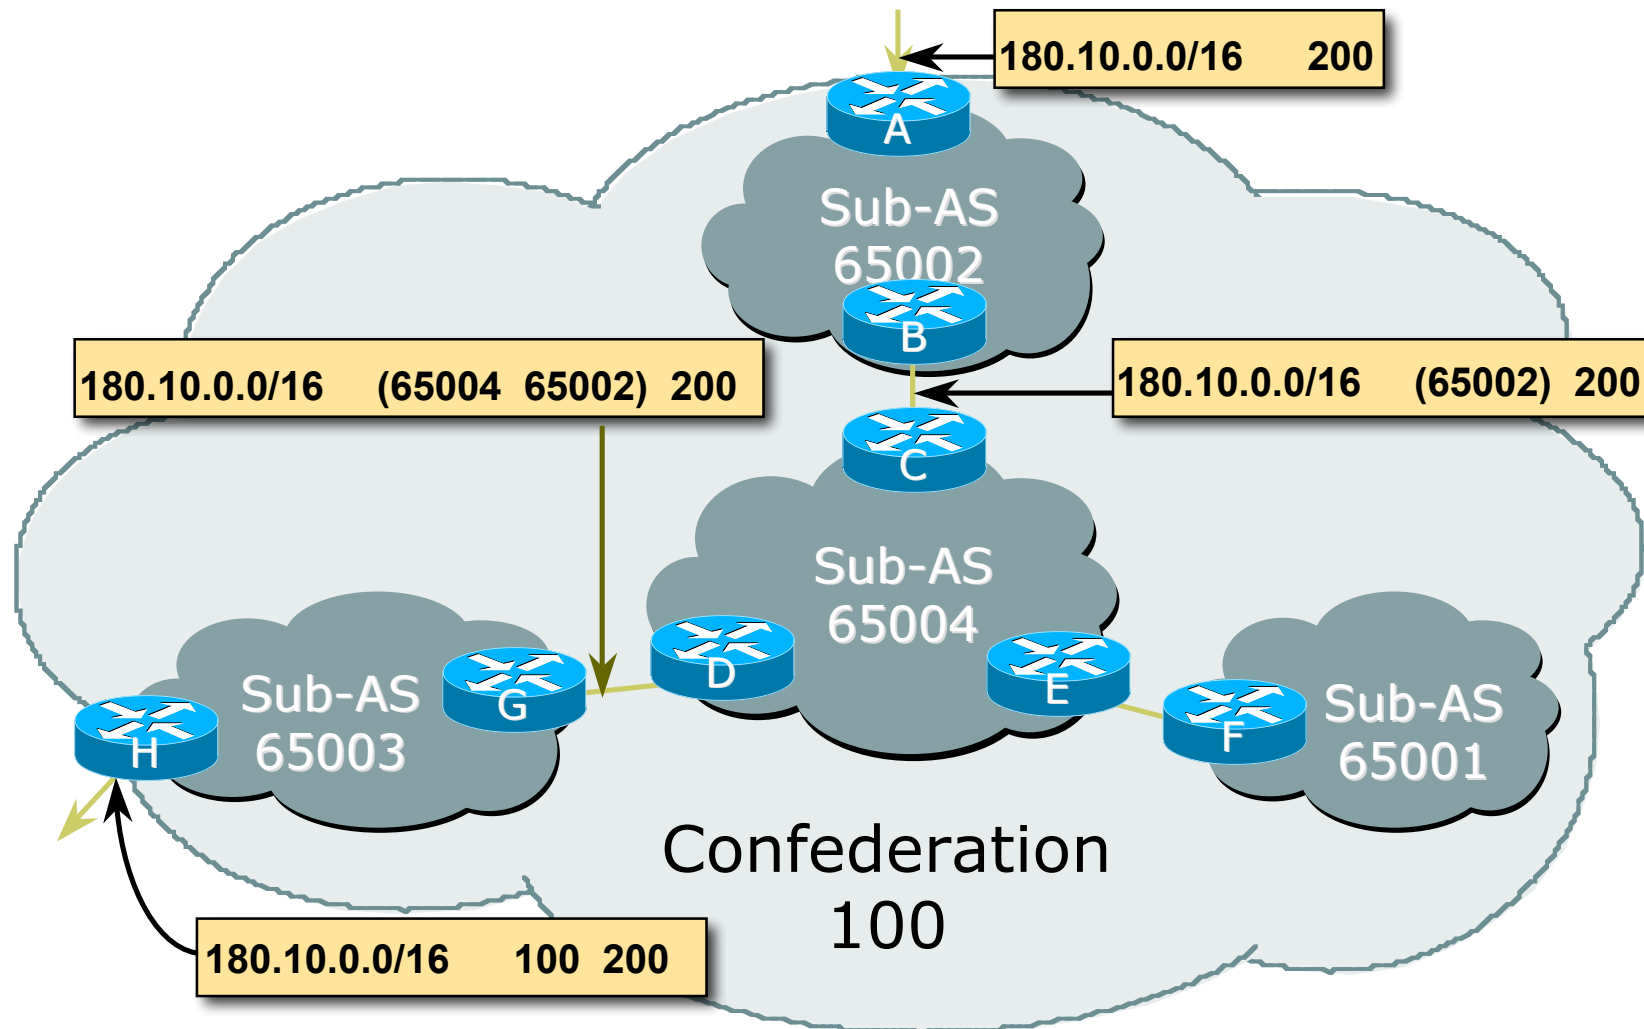 180.10.0.0/16 200
A
Sub-AS
65002
B
180.10.0.0/16 (65004 65002) 200
180.10.0.0/16 (65002) 200
C
Sub-AS
65004
D
E
Sub-AS
65003
G
H
F
Sub-AS
65001
Confederation
100
180.10.0.0/16 100 200